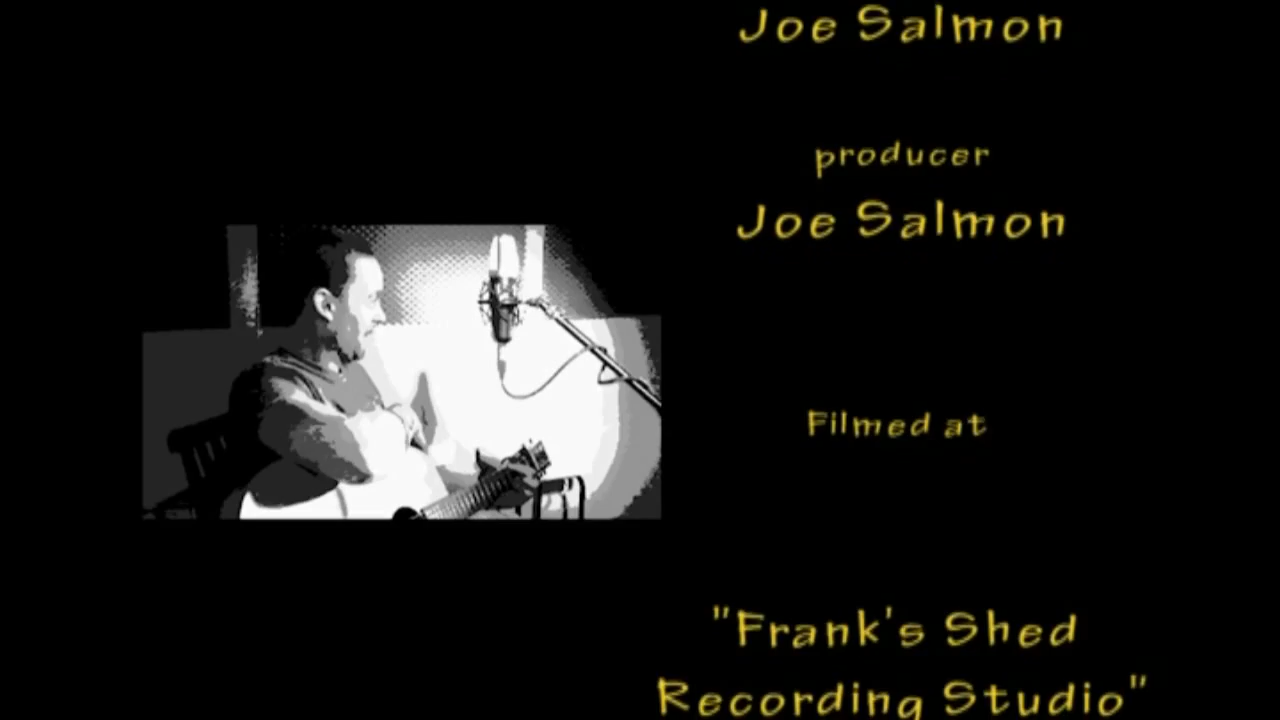 Joe Salmon
producer
Joe Salmon
Filmed at
"Frank's Shed
Recording Studio"